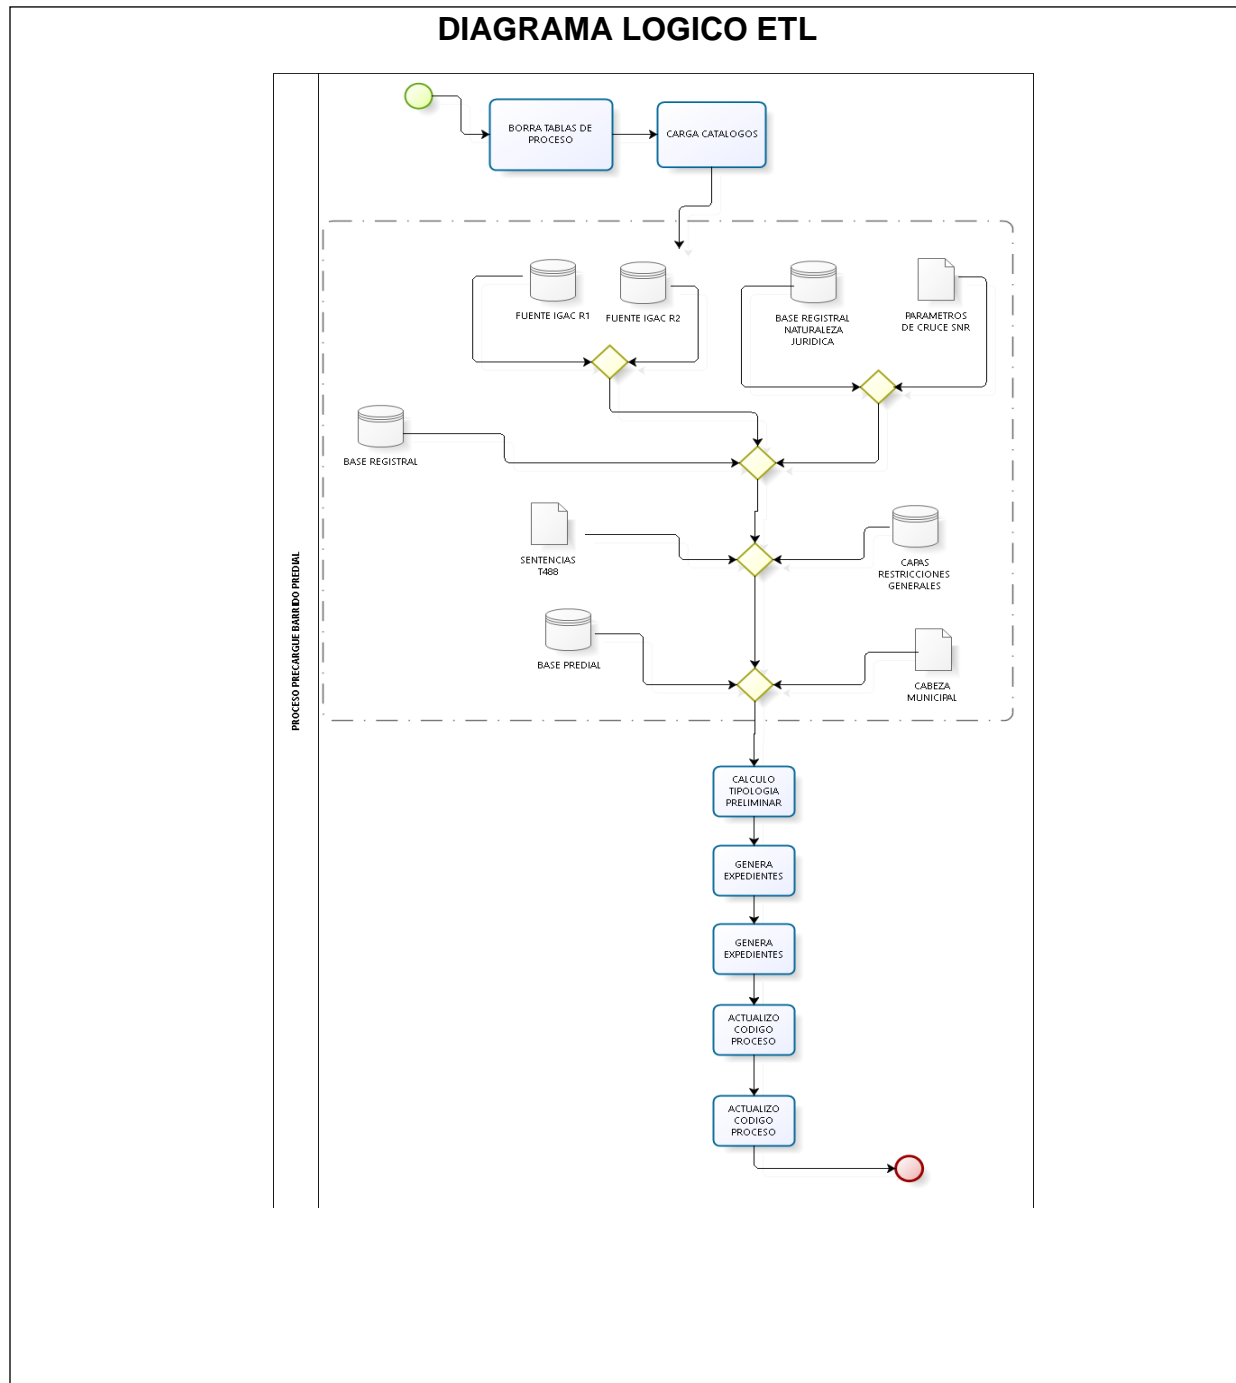 DIAGRAMA LOGICO ETL
PROCESO PRECARGUE BARRIDO PREDIAL
BORRA TABLAS DE
PROCESO
CARGA CATALOGOS
FUENTE IGAC R1
FUENTE IGAC R2
BASE REGISTRAL
NATURALEZA
JURIDICA
PARAMETROS
DE CRUCE SNR
BASE REGISTRAL
SENTENCIAS
T488
CAPAS
RESTRICCIONES
GENERALES
BASE PREDIAL
CABEZA
MUNICIPAL
CALCULO
TIPOLOGIA
PRELIMINAR
GENERA
EXPEDIENTES
GENERA
EXPEDIENTES
ACTUALIZO
CODIGO
PROCESO
ACTUALIZO
CODIGO
PROCESO